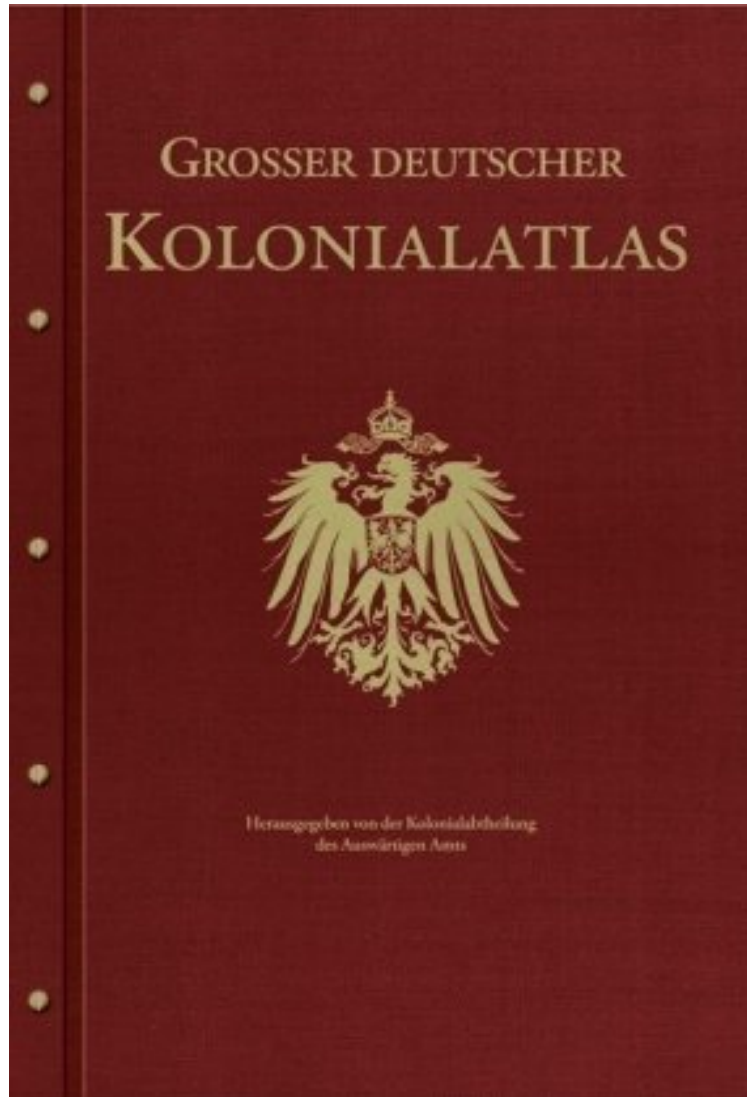 GROSSER DEUTSCHER
KOLONIALATLAS
Herausgegeben von der Kolonialabtheilung
des Auswärtigen Amts